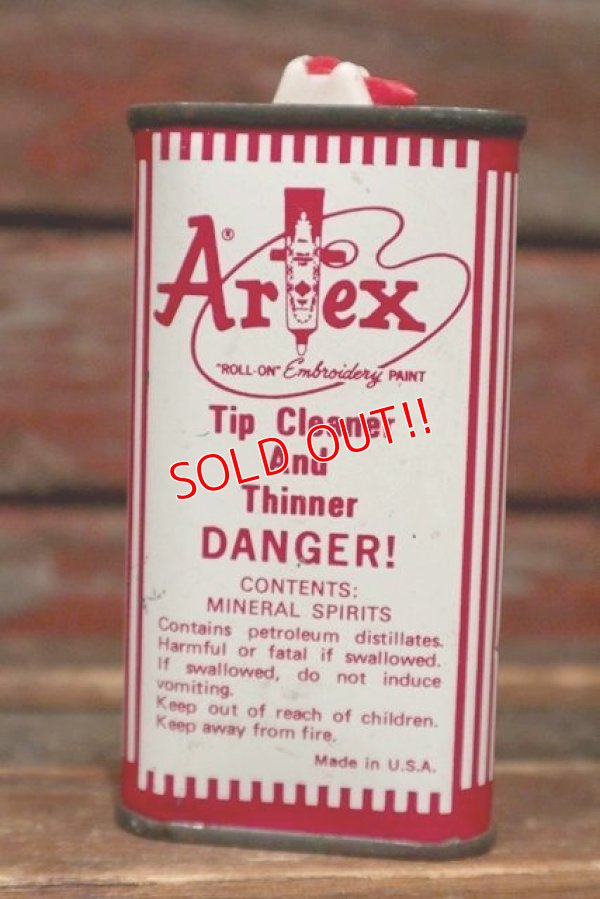 Artex®
"ROLL-ON" Embroidery PAINT
Tip Cleaner
SOLD OUT!!
And
Thinner
DANGER!
CONTENTS:
MINERAL SPIRITS
Contains petroleum distillates.
Harmful or fatal if swallowed.
If swallowed, do not induce
vomiting.
Keep out of reach of children.
Keep away from fire.
Made in U.S.A.